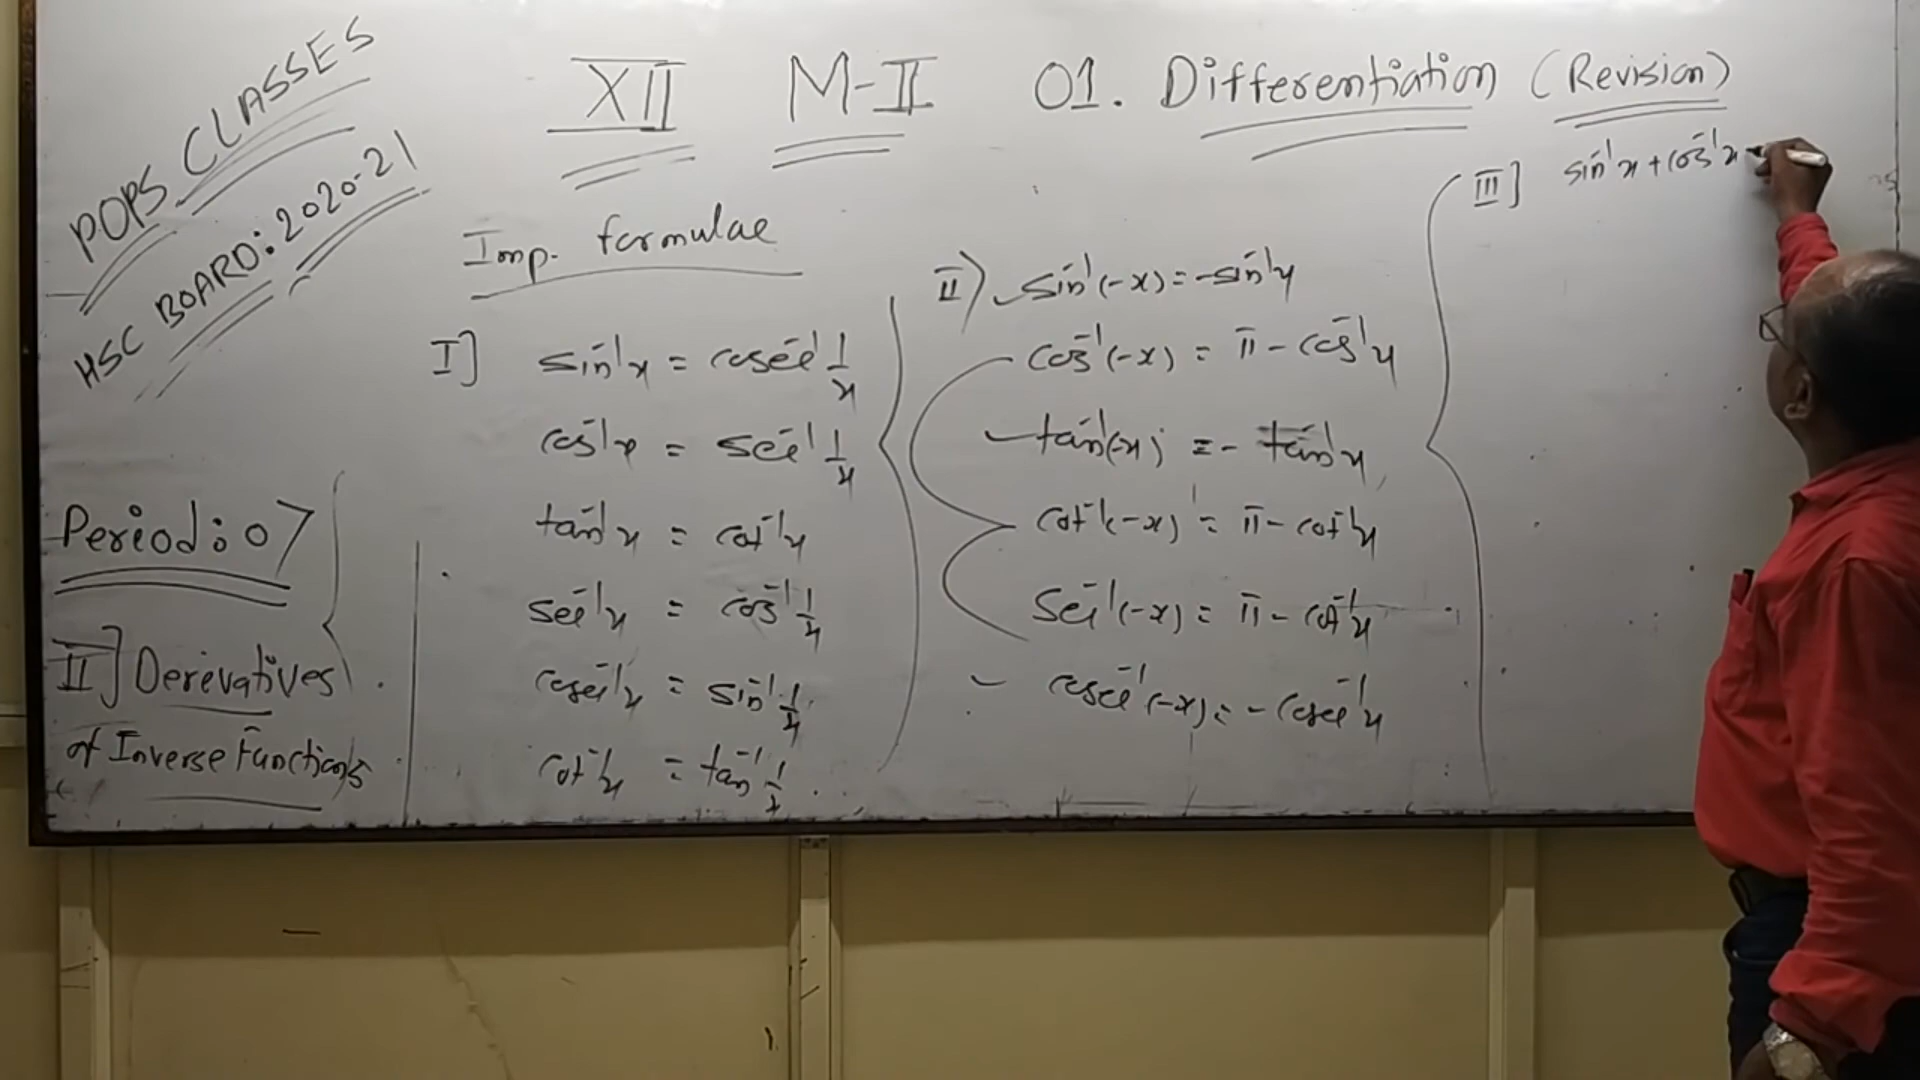 POPS CLASSES
HSC BOARD: 2020-21
XII M-II 01. Differentiation (Revision)
Imp. formulae
Period: 07
II] Derevatives
of Inverse Functions
I] sin⁻¹x = cosec⁻¹ 1/x
cos⁻¹x = sec⁻¹ 1/x
tan⁻¹x = cot⁻¹x
sec⁻¹x = cos⁻¹ 1/x
cosec⁻¹x = sin⁻¹ 1/x
cot⁻¹x = tan⁻¹ 1/x
II) sin⁻¹(-x) = -sin⁻¹x
cos⁻¹(-x) = π - cos⁻¹x
tan⁻¹(-x) = - tan⁻¹x
cot⁻¹(-x) = π - cot⁻¹x
sec⁻¹(-x) = π - cot⁻¹x
cosec⁻¹(-x) = - cosec⁻¹x
III] sin⁻¹x + cos⁻¹x